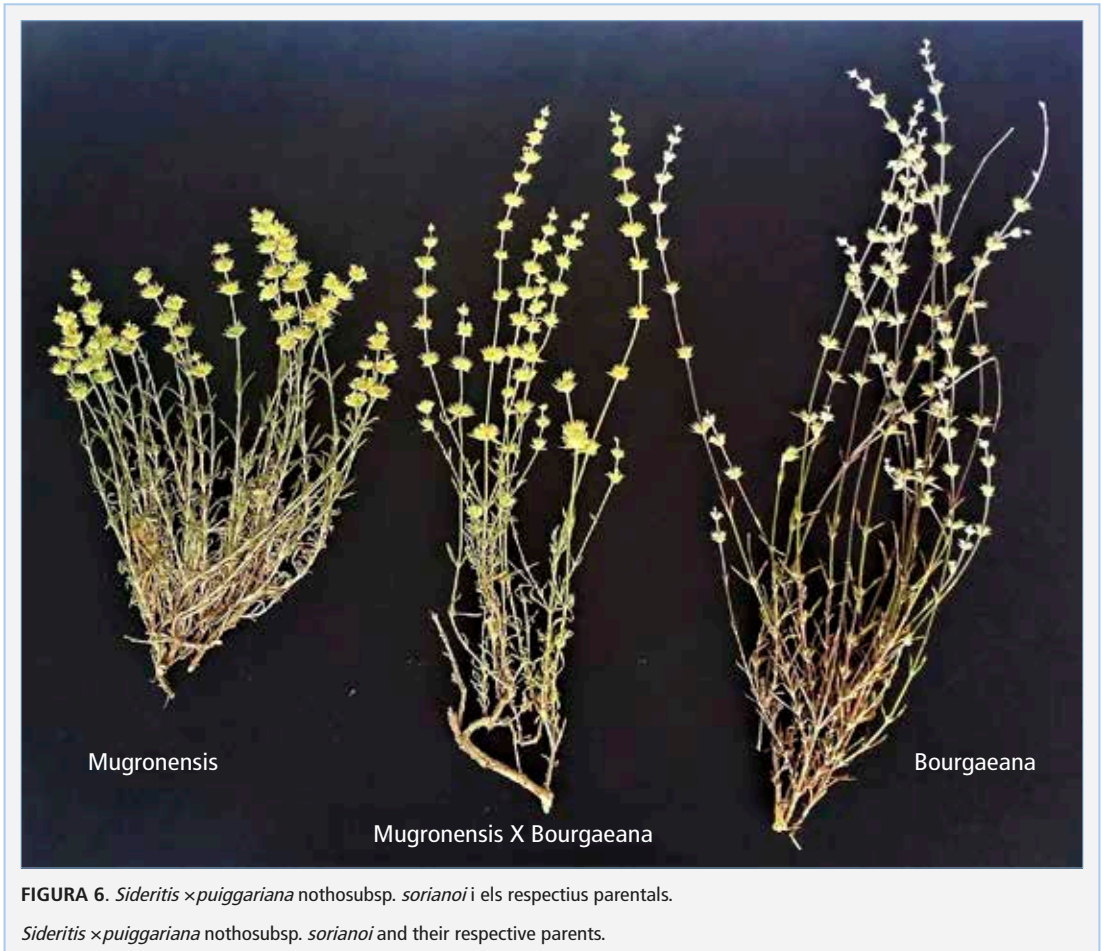 Mugronensis
Bourgaeana
Mugronensis X Bourgaeana
FIGURA 6. Sideritis ×puiggariana nothosubsp. sorianoi i els respectius parentals.
Sideritis ×puiggariana nothosubsp. sorianoi and their respective parents.